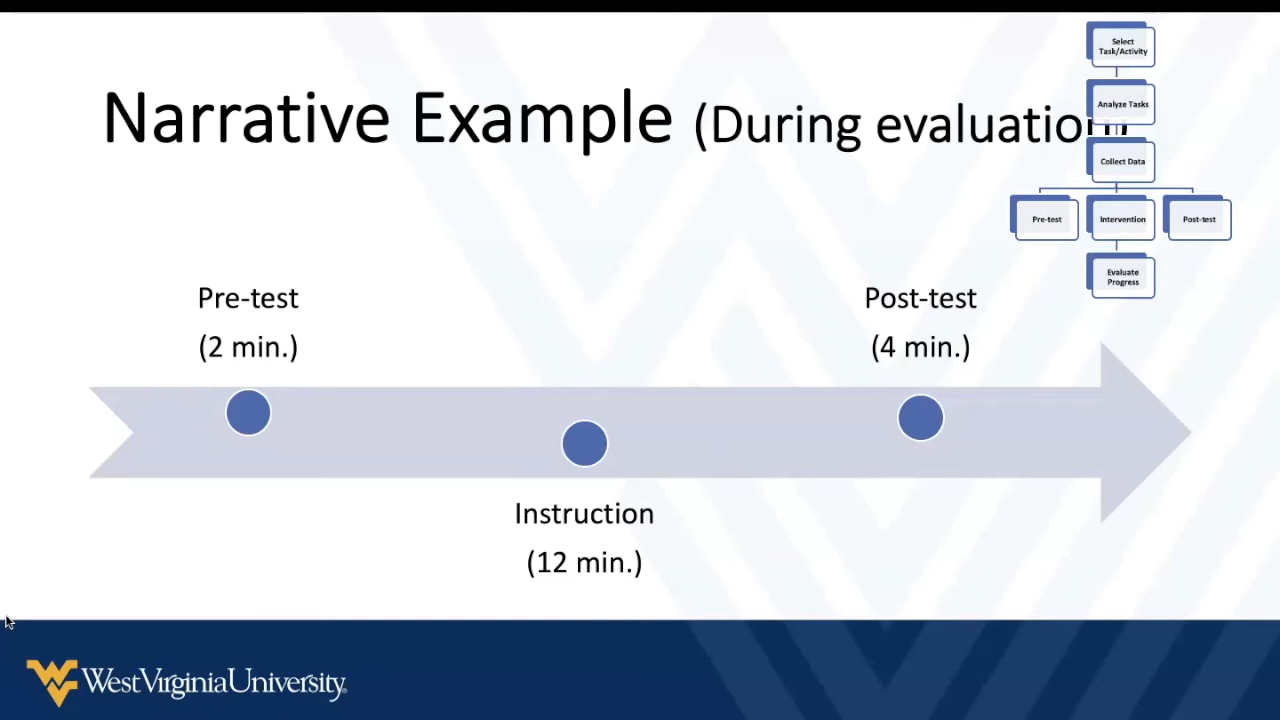 Narrative Example (During evaluation)
Select
Task/Activity
Analyze Tasks
Collect Data
Pre-test
Intervention
Post-test
Evaluate
Progress
Pre-test
(2 min.)
Post-test
(4 min.)
Instruction
(12 min.)
WestVirginiaUniversity.